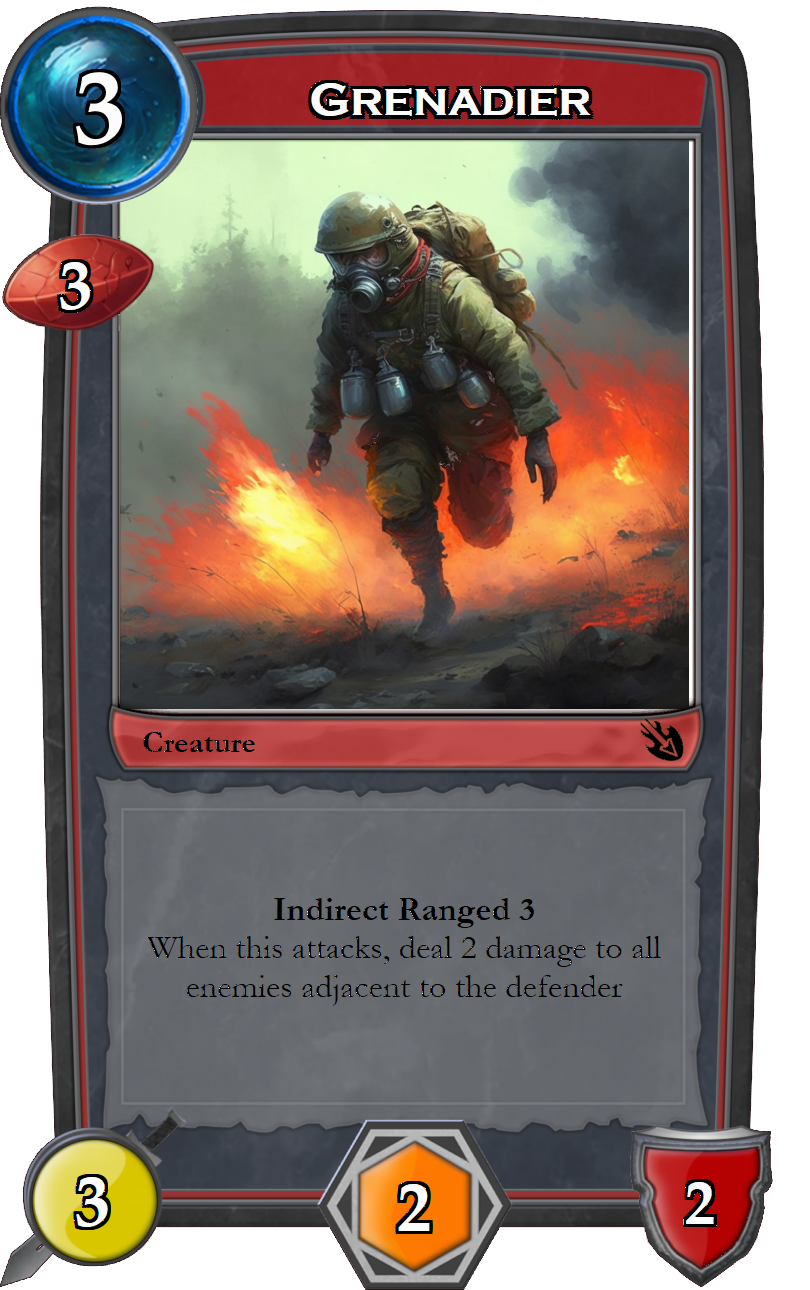 3
Grenadier
3
Creature
Indirect Ranged 3
When this attacks, deal 2 damage to all
enemies adjacent to the defender
3
2
2